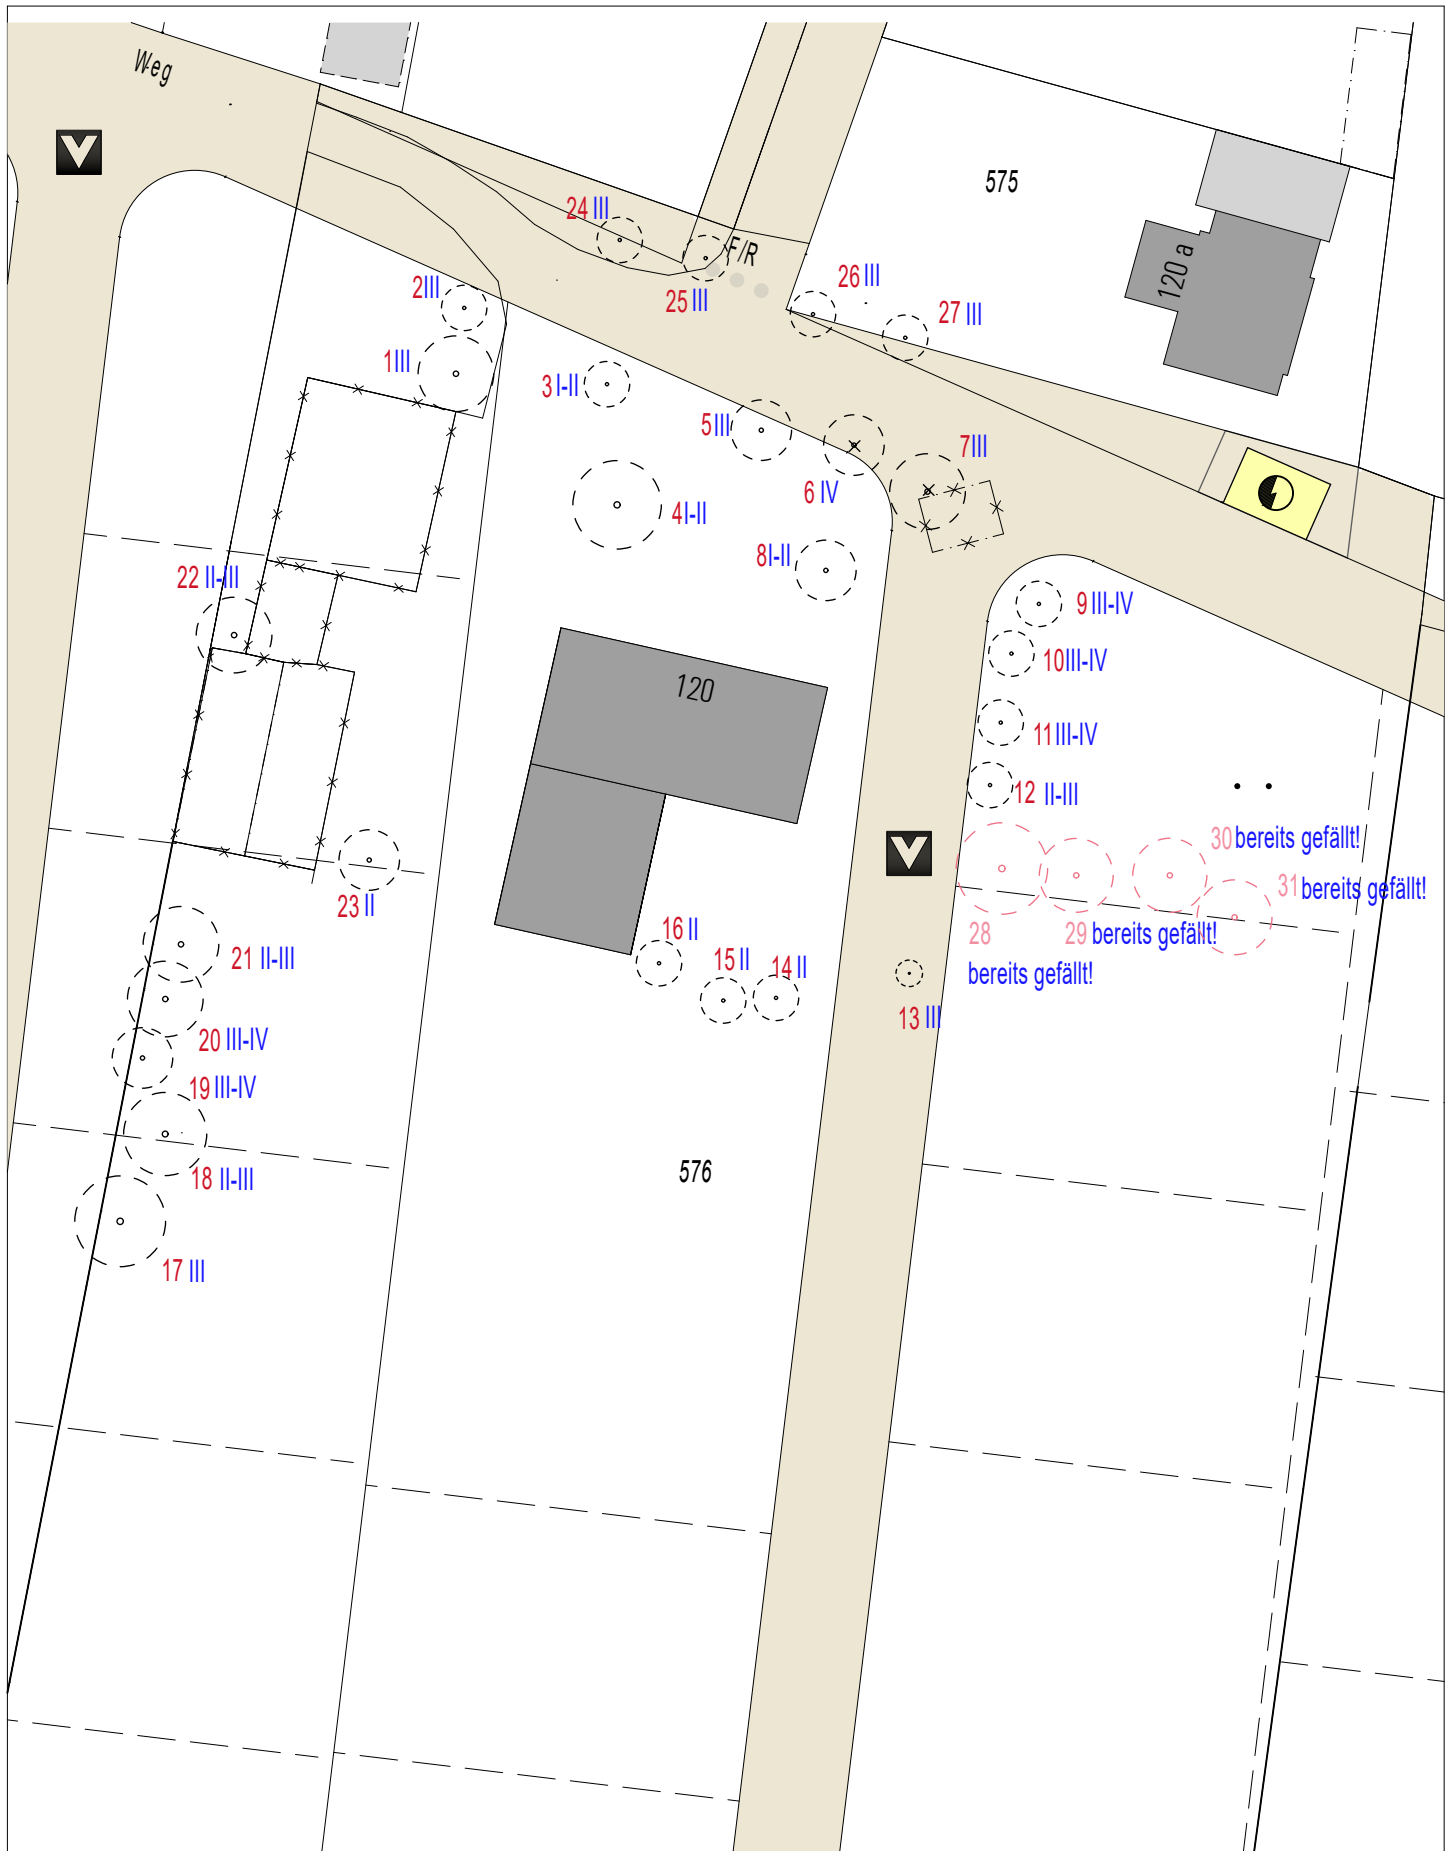 Weg
V
575
24 III
F/R
120 a
2 III
25 III
26 III
27 III
1 III
3 I-II
5 III
7 III
6 IV
4 I-II
8 I-II
22 II-III
9 III-IV
10 III-IV
120
11 III-IV
12 II-III
30 bereits gefällt!
V
31 bereits gefällt!
23 II
16 II
28
29 bereits gefällt!
21 II-III
15 II
14 II
bereits gefällt!
13 III
20 III-IV
19 III-IV
576
18 II-III
17 III